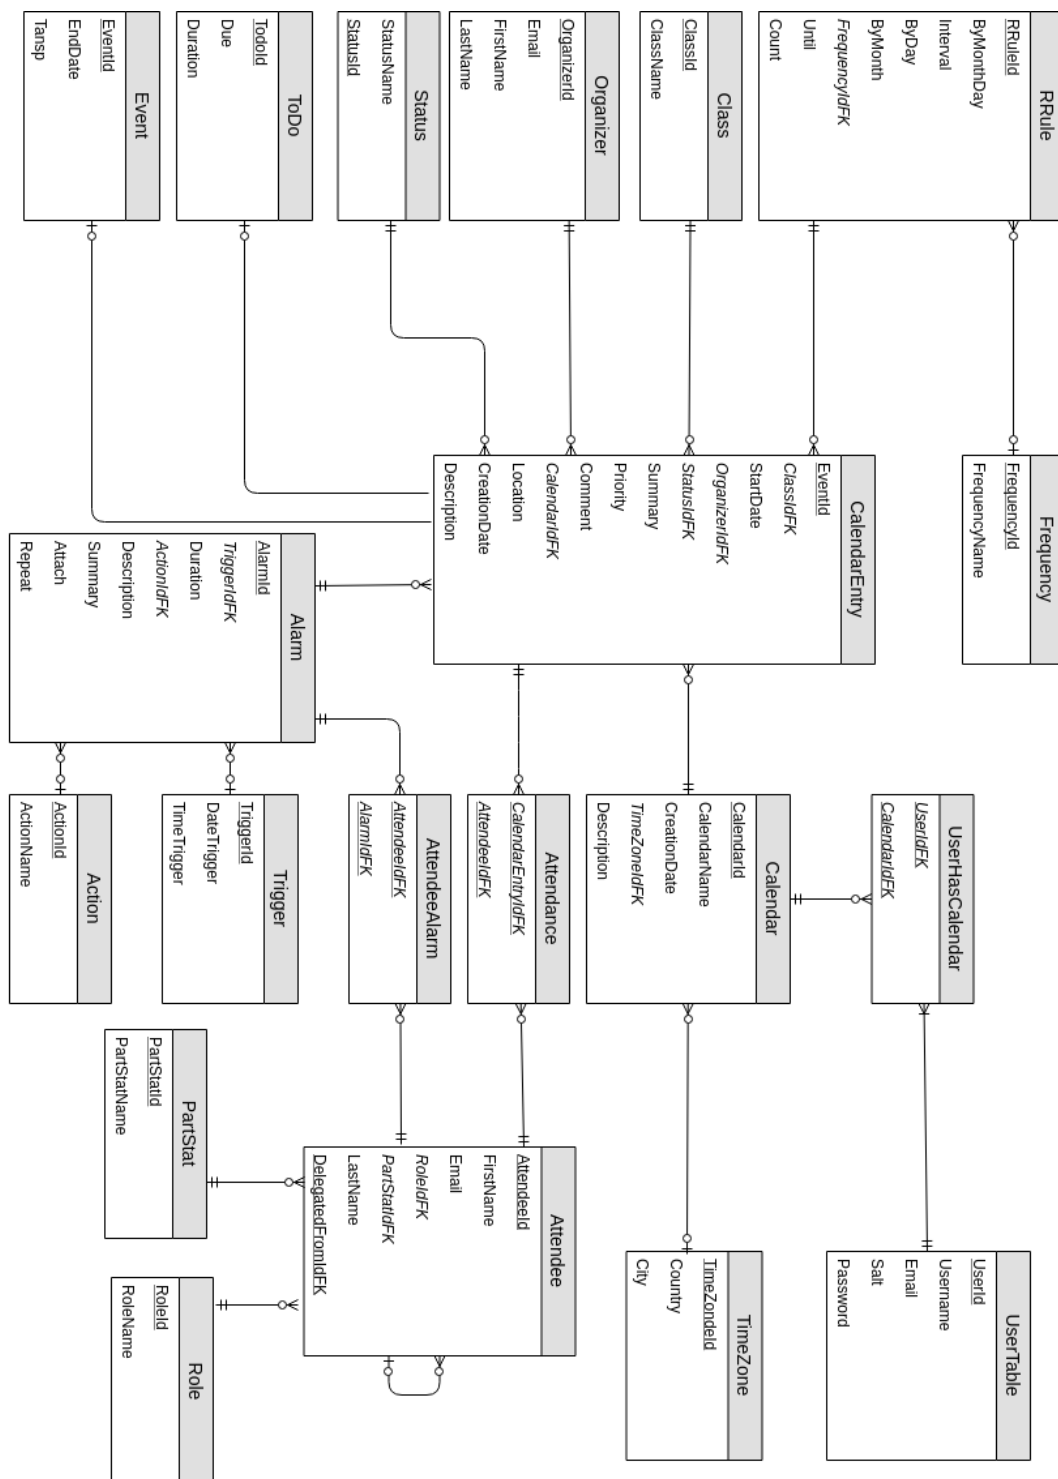 RRule
RRuleId
ByMonthDay
Interval
ByDay
ByMonth
FrequencyIdFK
Until
Count
Class
ClassId
ClassName
Organizer
OrganizerId
Email
FirstName
LastName
Status
StatusName
StatusId
ToDo
TodoId
Due
Duration
Event
EventId
EndDate
Tansp
Frequency
FrequencyId
FrequencyName
CalendarEntry
EventId
ClassIdFK
StartDate
OrganizerIdFK
StatusIdFK
Summary
Priority
Comment
CalendarIdFK
Location
CreationDate
Description
Alarm
AlarmId
TriggerIdFK
Duration
ActionIdFK
Description
Summary
Attach
Repeat
UserHasCalendar
UserIdFK
CalendarIdFK
Calendar
CalendarId
CalendarName
CreationDate
TimeZoneIdFK
Description
Attendance
CalendarEntryIdFK
AttendeeIdFK
AttendeeAlarm
AttendeeIdFK
AlarmIdFK
Trigger
TriggerId
DateTrigger
TimeTrigger
Action
ActionId
ActionName
UserTable
UserId
Username
Email
Salt
Password
TimeZone
TimeZondeId
Country
City
Attendee
AttendeeId
FirstName
Email
RoleIdFK
PartStatIdFK
LastName
DelegatedFromIdFK
PartStat
PartStatId
PartStatName
Role
RoleId
RoleName